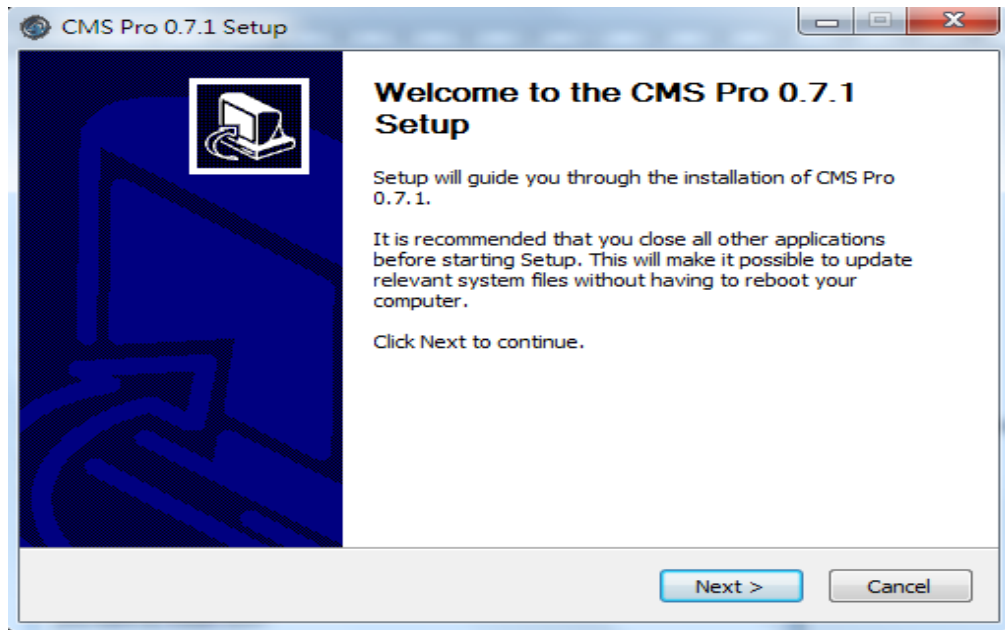 CMS Pro 0.7.1 Setup
Welcome to the CMS Pro 0.7.1
Setup
Setup will guide you through the installation of CMS Pro
0.7.1.
It is recommended that you close all other applications
before starting Setup. This will make it possible to update
relevant system files without having to reboot your
computer.
Click Next to continue.
Next >
Cancel